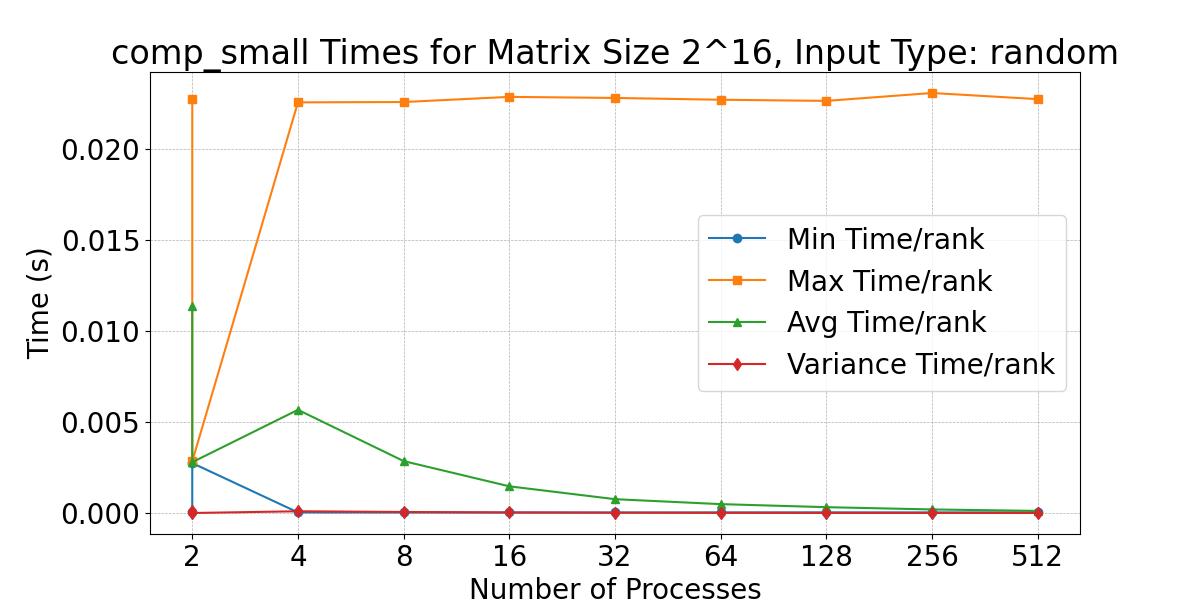 comp_small Times for Matrix Size 2^16, Input Type: random
Time (s)
0.020
0.015
0.010
0.005
0.000
Min Time/rank
Max Time/rank
Avg Time/rank
Variance Time/rank
2 4 8 16 32 64 128 256 512
Number of Processes